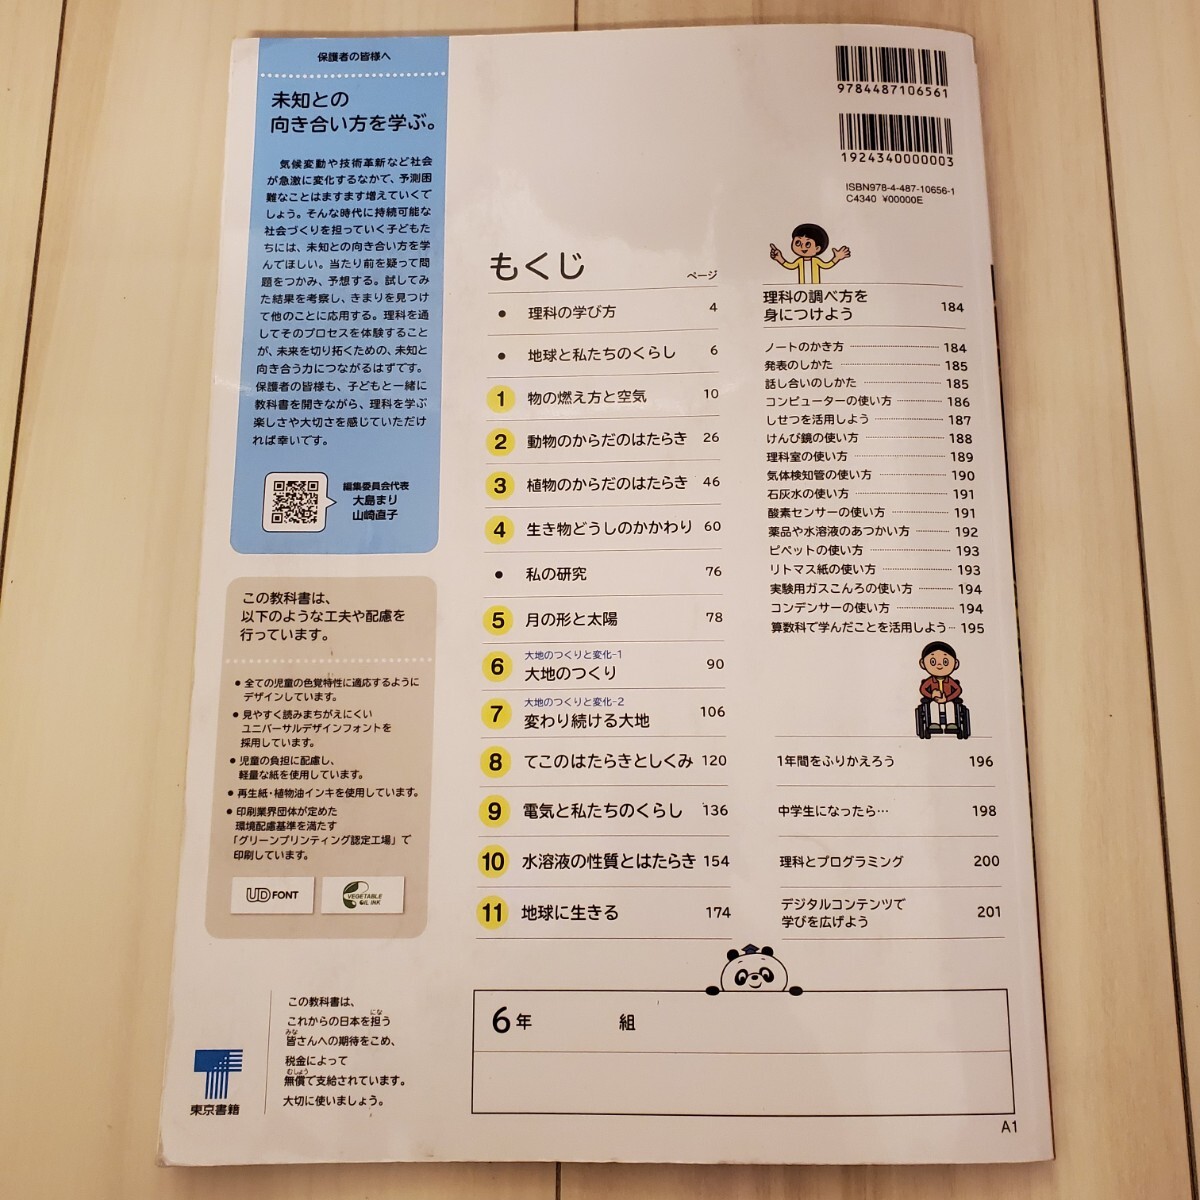 保護者の皆様へ
未知との
向き合い方を学ぶ。
気候変動や技術革新など社会
が急激に変化するなかで、予測困
難なことはますます増えていくで
しょう。そんな時代に持続可能な
社会づくりを担っていく子どもた
ちには、未知との向き合い方を学
んでほしい。当たり前を疑って問
題をつかみ、予想する。試してみ
た結果を考察し、きまりを見つけ
て他のことに応用する。理科を通
してそのプロセスを体験すること
が、未来を切り拓くための、未知と
向き合う力につながるはずです。
保護者の皆様も、子どもと一緒に
教科書を開きながら、理科を学ぶ
楽しさや大切さを感じていただけ
れば幸いです。
編集委員会代表
大島まり
山崎直子
この教科書は、
以下のような工夫や配慮を
行っています。
●全ての児童の色覚特性に適応するように
デザインしています。
●見やすく読みまちがえにくい
ユニバーサルデザインフォントを
採用しています。
●児童の負担に配慮し、
軽量な紙を使用しています。
●再生紙・植物油インキを使用しています。
●印刷業界団体が定めた
環境配慮基準を満たす
「グリーンプリンティング認定工場」で
印刷しています。
UD FONT
VEGETABLE
OIL INK
東京書籍
この教科書は、
これからの日本を担う
にな
皆さんへの期待をこめ、
みな
税金によって
無償で支給されています。
むしょう
大切に使いましょう。
9784487106561
1924340000003
ISBN978-4-487-10656-1
C4340 ¥00000E
もくじ ページ
● 理科の学び方 4
● 地球と私たちのくらし 6
1 物の燃え方と空気 10
2 動物のからだのはたらき 26
3 植物のからだのはたらき 46
4 生き物どうしのかかわり 60
● 私の研究 76
5 月の形と太陽 78
大地のつくりと変化-1
6 大地のつくり 90
大地のつくりと変化-2
7 変わり続ける大地 106
8 てこのはたらきとしくみ 120
9 電気と私たちのくらし 136
10 水溶液の性質とはたらき 154
11 地球に生きる 174
理科の調べ方を
身につけよう 184
ノートのかき方 184
発表のしかた 185
話し合いのしかた 185
コンピューターの使い方 186
しせつを活用しよう 187
けんび鏡の使い方 188
理科室の使い方 189
気体検知管の使い方 190
石灰水の使い方 191
酸素センサーの使い方 191
薬品や水溶液のあつかい方 192
ピペットの使い方 193
リトマス紙の使い方 193
実験用ガスこんろの使い方 194
コンデンサーの使い方 194
算数科で学んだことを活用しよう 195
1年間をふりかえろう 196
中学生になったら… 198
理科とプログラミング 200
デジタルコンテンツで
学びを広げよう 201
6年 組
A1